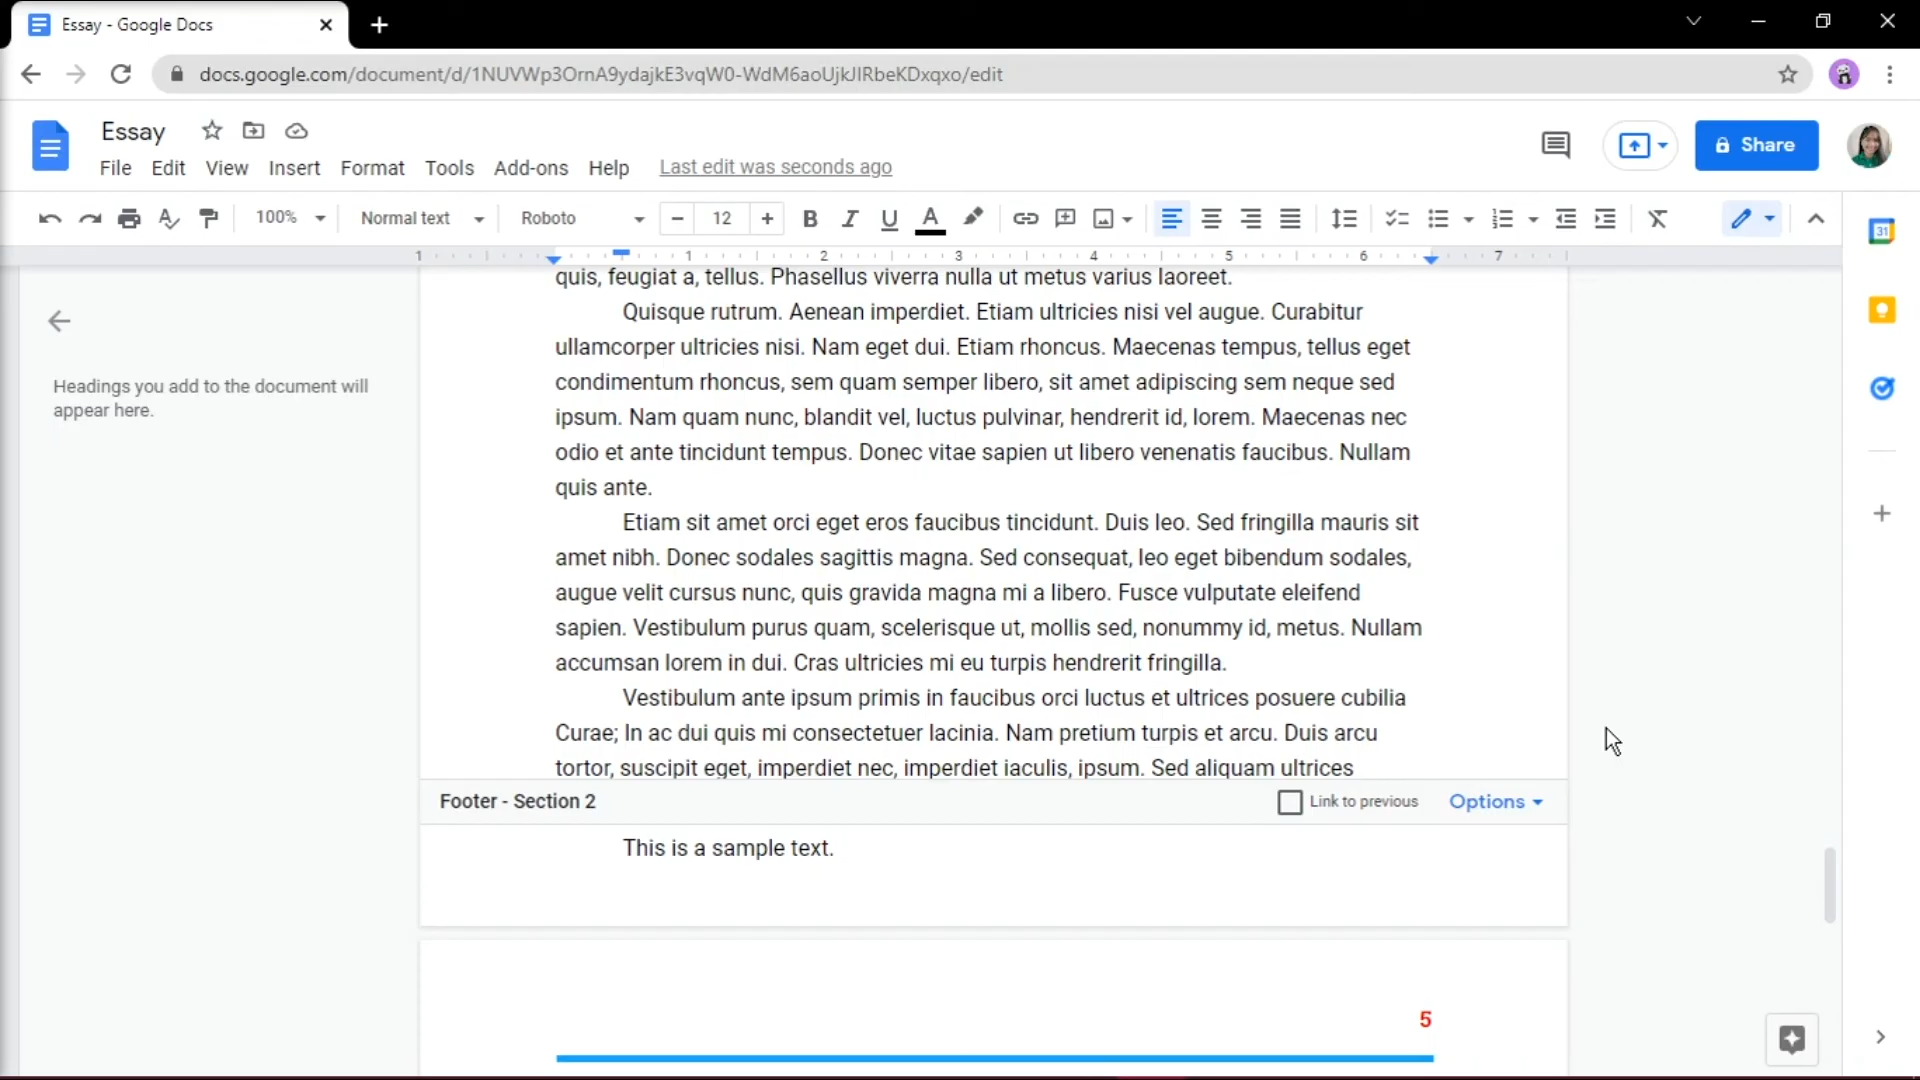 Essay - Google Docs
docs.google.com/document/d/1NUVWp3OrnA9ydajkE3vqW0-WdM6aoUjkJIRbeKDxqxo/edit
Essay
File Edit View Insert Format Tools Add-ons Help Last edit was seconds ago
Share
100% Normal text Roboto 12 B I U A
31
1 1 2 3 4 5 6 7
Headings you add to the document will
appear here.
quis, feugiat a, tellus. Phasellus viverra nulla ut metus varius laoreet.
Quisque rutrum. Aenean imperdiet. Etiam ultricies nisi vel augue. Curabitur
ullamcorper ultricies nisi. Nam eget dui. Etiam rhoncus. Maecenas tempus, tellus eget
condimentum rhoncus, sem quam semper libero, sit amet adipiscing sem neque sed
ipsum. Nam quam nunc, blandit vel, luctus pulvinar, hendrerit id, lorem. Maecenas nec
odio et ante tincidunt tempus. Donec vitae sapien ut libero venenatis faucibus. Nullam
quis ante.
Etiam sit amet orci eget eros faucibus tincidunt. Duis leo. Sed fringilla mauris sit
amet nibh. Donec sodales sagittis magna. Sed consequat, leo eget bibendum sodales,
augue velit cursus nunc, quis gravida magna mi a libero. Fusce vulputate eleifend
sapien. Vestibulum purus quam, scelerisque ut, mollis sed, nonummy id, metus. Nullam
accumsan lorem in dui. Cras ultricies mi eu turpis hendrerit fringilla.
Vestibulum ante ipsum primis in faucibus orci luctus et ultrices posuere cubilia
Curae; In ac dui quis mi consectetuer lacinia. Nam pretium turpis et arcu. Duis arcu
tortor, suscipit eget, imperdiet nec, imperdiet iaculis, ipsum. Sed aliquam ultrices
Footer - Section 2 Link to previous Options
This is a sample text.
5